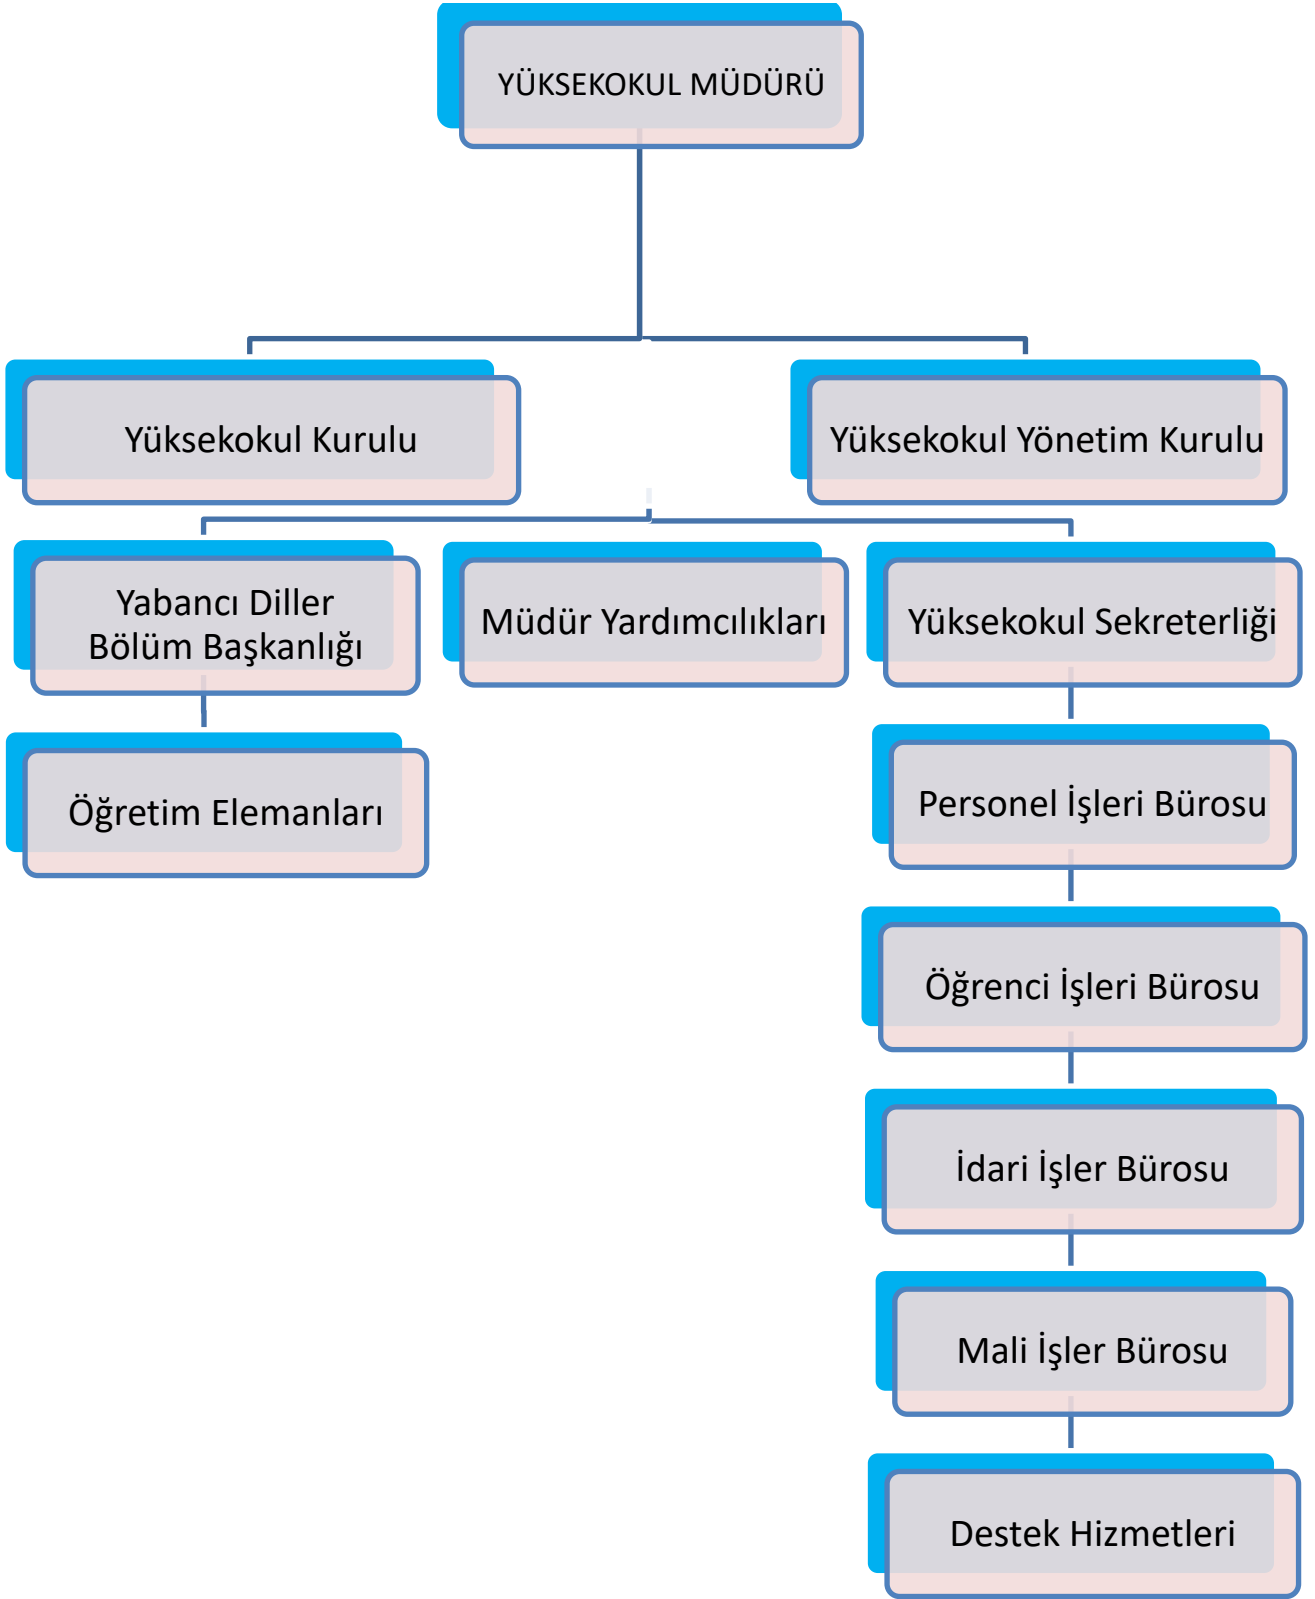 YÜKSEKOKUL MÜDÜRÜ
Yüksekokul Kurulu
Yüksekokul Yönetim Kurulu
Yabancı Diller
Bölüm Başkanlığı
Müdür Yardımcılıkları
Yüksekokul Sekreterliği
Öğretim Elemanları
Personel İşleri Bürosu
Öğrenci İşleri Bürosu
İdari İşler Bürosu
Mali İşler Bürosu
Destek Hizmetleri